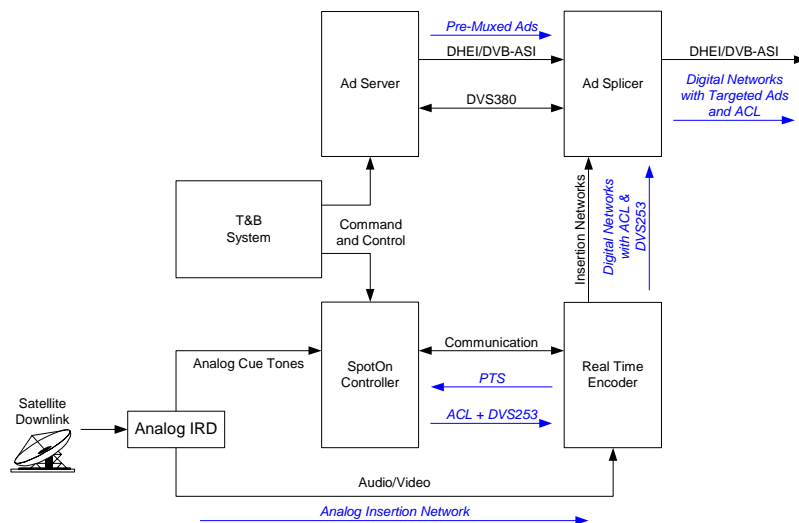 Pre-Muxed Ads
DHEI/DVB-ASI
DHEI/DVB-ASI
Ad Server
Ad Splicer
Digital Networks
with Targeted Ads
and ACL
DVS380
T&B
System
Command
and Control
Insertion Networks
Digital Networks
with ACL &
DVS253
Analog Cue Tones
SpotOn
Controller
Communication
Real Time
Encoder
PTS
ACL + DVS253
Satellite
Downlink
Analog IRD
Audio/Video
Analog Insertion Network